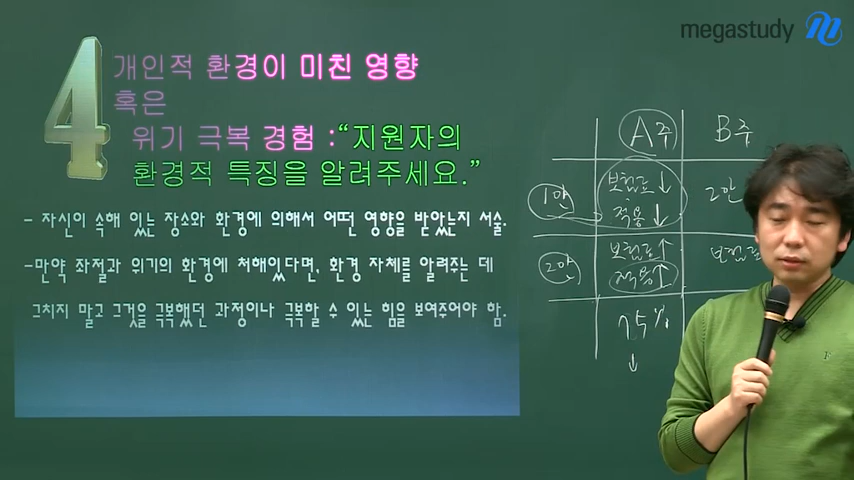 megastudy
4
개인적 환경이 미친 영향
혹은
위기 극복 경험 :“지원자의
환경적 특징을 알려주세요.”
- 자신이 속해 있는 장소와 환경에 의해서 어떤 영향을 받았는지 서술.
-만약 좌절과 위기의 환경에 처해있다면, 환경 자체를 알려주는 데
그치지 말고 그것을 극복했던 과정이나 극복할 수 있는 힘을 보여주어야 함.
A주 B주
1안 보험료↓ 2안
적용↓
2안 보험료↑ 보험료
적용↑
75%
↓